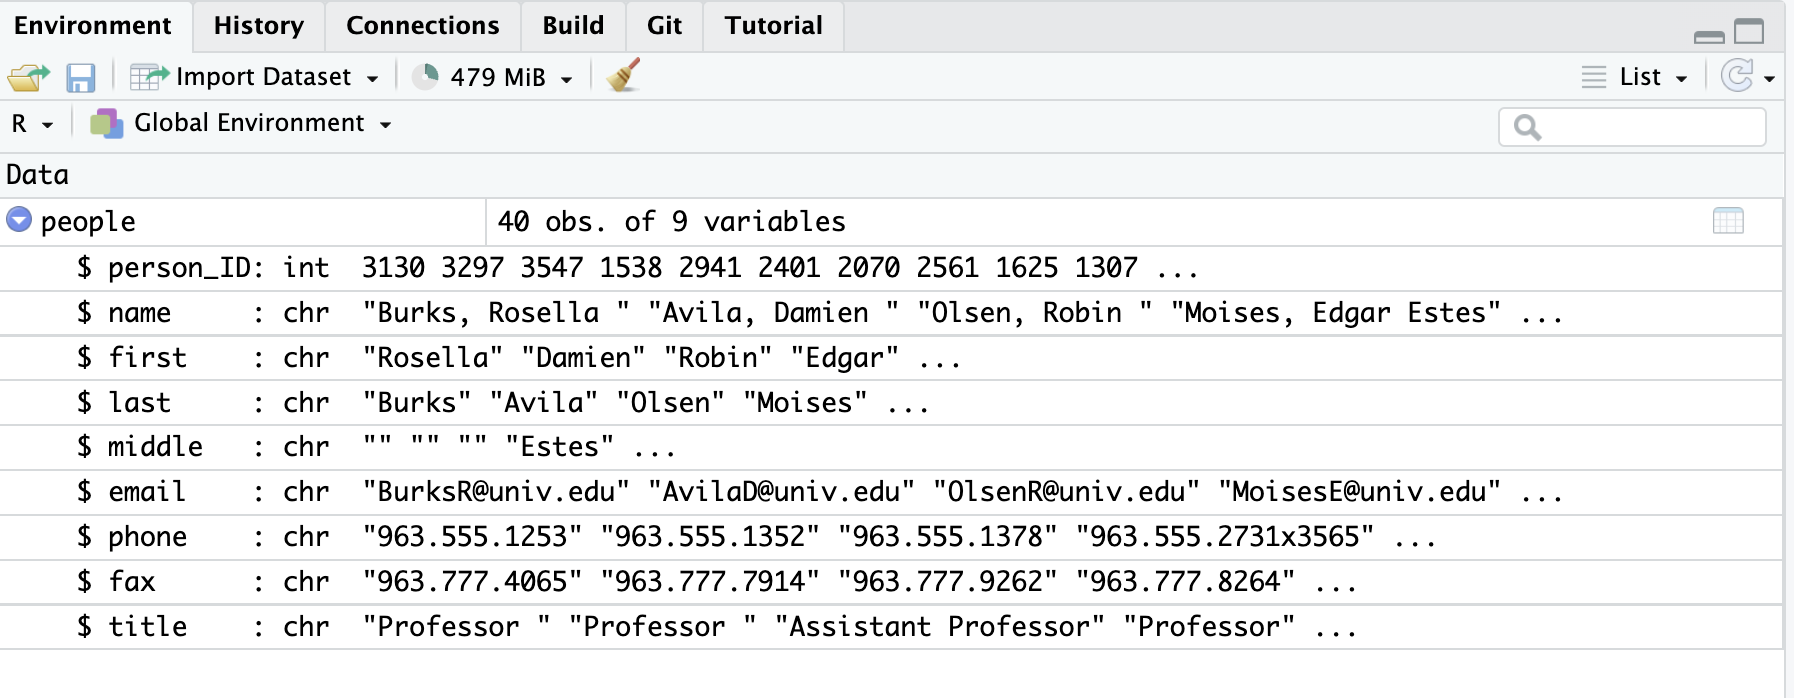 Environment History Connections Build Git Tutorial
Import Dataset 479 MiB List
R Global Environment
Data
people 40 obs. of 9 variables
$ person_ID: int 3130 3297 3547 1538 2941 2401 2070 2561 1625 1307 ...
$ name : chr "Burks, Rosella " "Avila, Damien " "Olsen, Robin " "Moises, Edgar Estes" ...
$ first : chr "Rosella" "Damien" "Robin" "Edgar" ...
$ last : chr "Burks" "Avila" "Olsen" "Moises" ...
$ middle : chr "" "" "" "Estes" ...
$ email : chr "BurksR@univ.edu" "AvilaD@univ.edu" "OlsenR@univ.edu" "MoisesE@univ.edu" ...
$ phone : chr "963.555.1253" "963.555.1352" "963.555.1378" "963.555.2731x3565" ...
$ fax : chr "963.777.4065" "963.777.7914" "963.777.9262" "963.777.8264" ...
$ title : chr "Professor " "Professor " "Assistant Professor" "Professor" ...